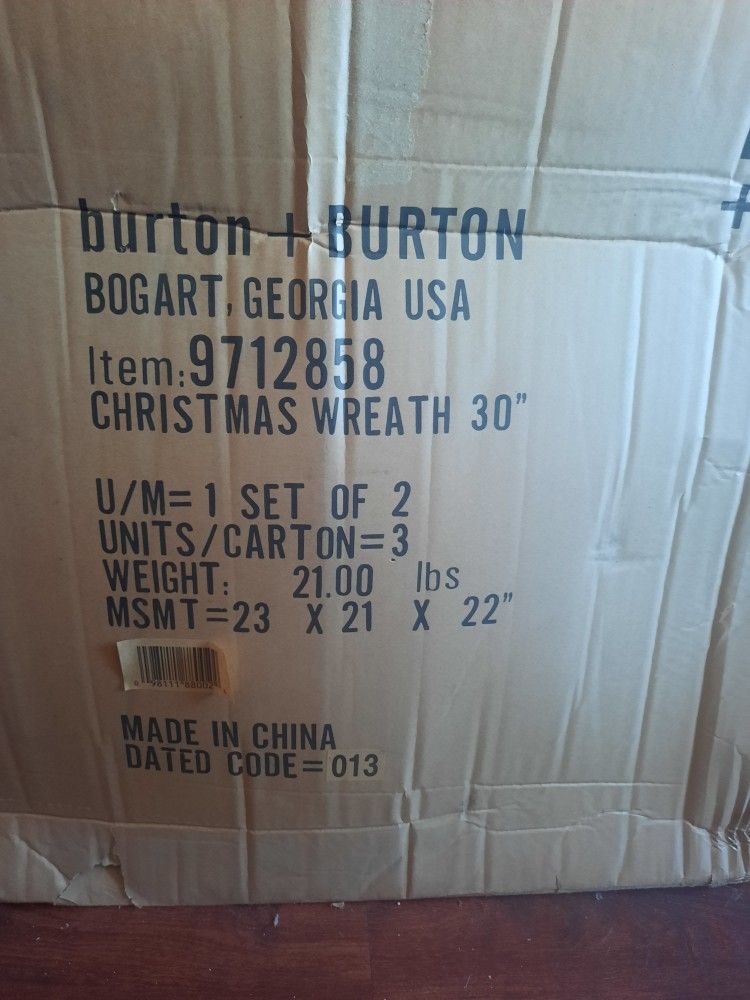 burton + BURTON
BOGART, GEORGIA USA
Item: 9712858
CHRISTMAS WREATH 30"
U/M= 1 SET OF 2
UNITS/CARTON=3
WEIGHT: 21.00 lbs
MSMT=23 X 21 X 22"
MADE IN CHINA
DATED CODE= 013